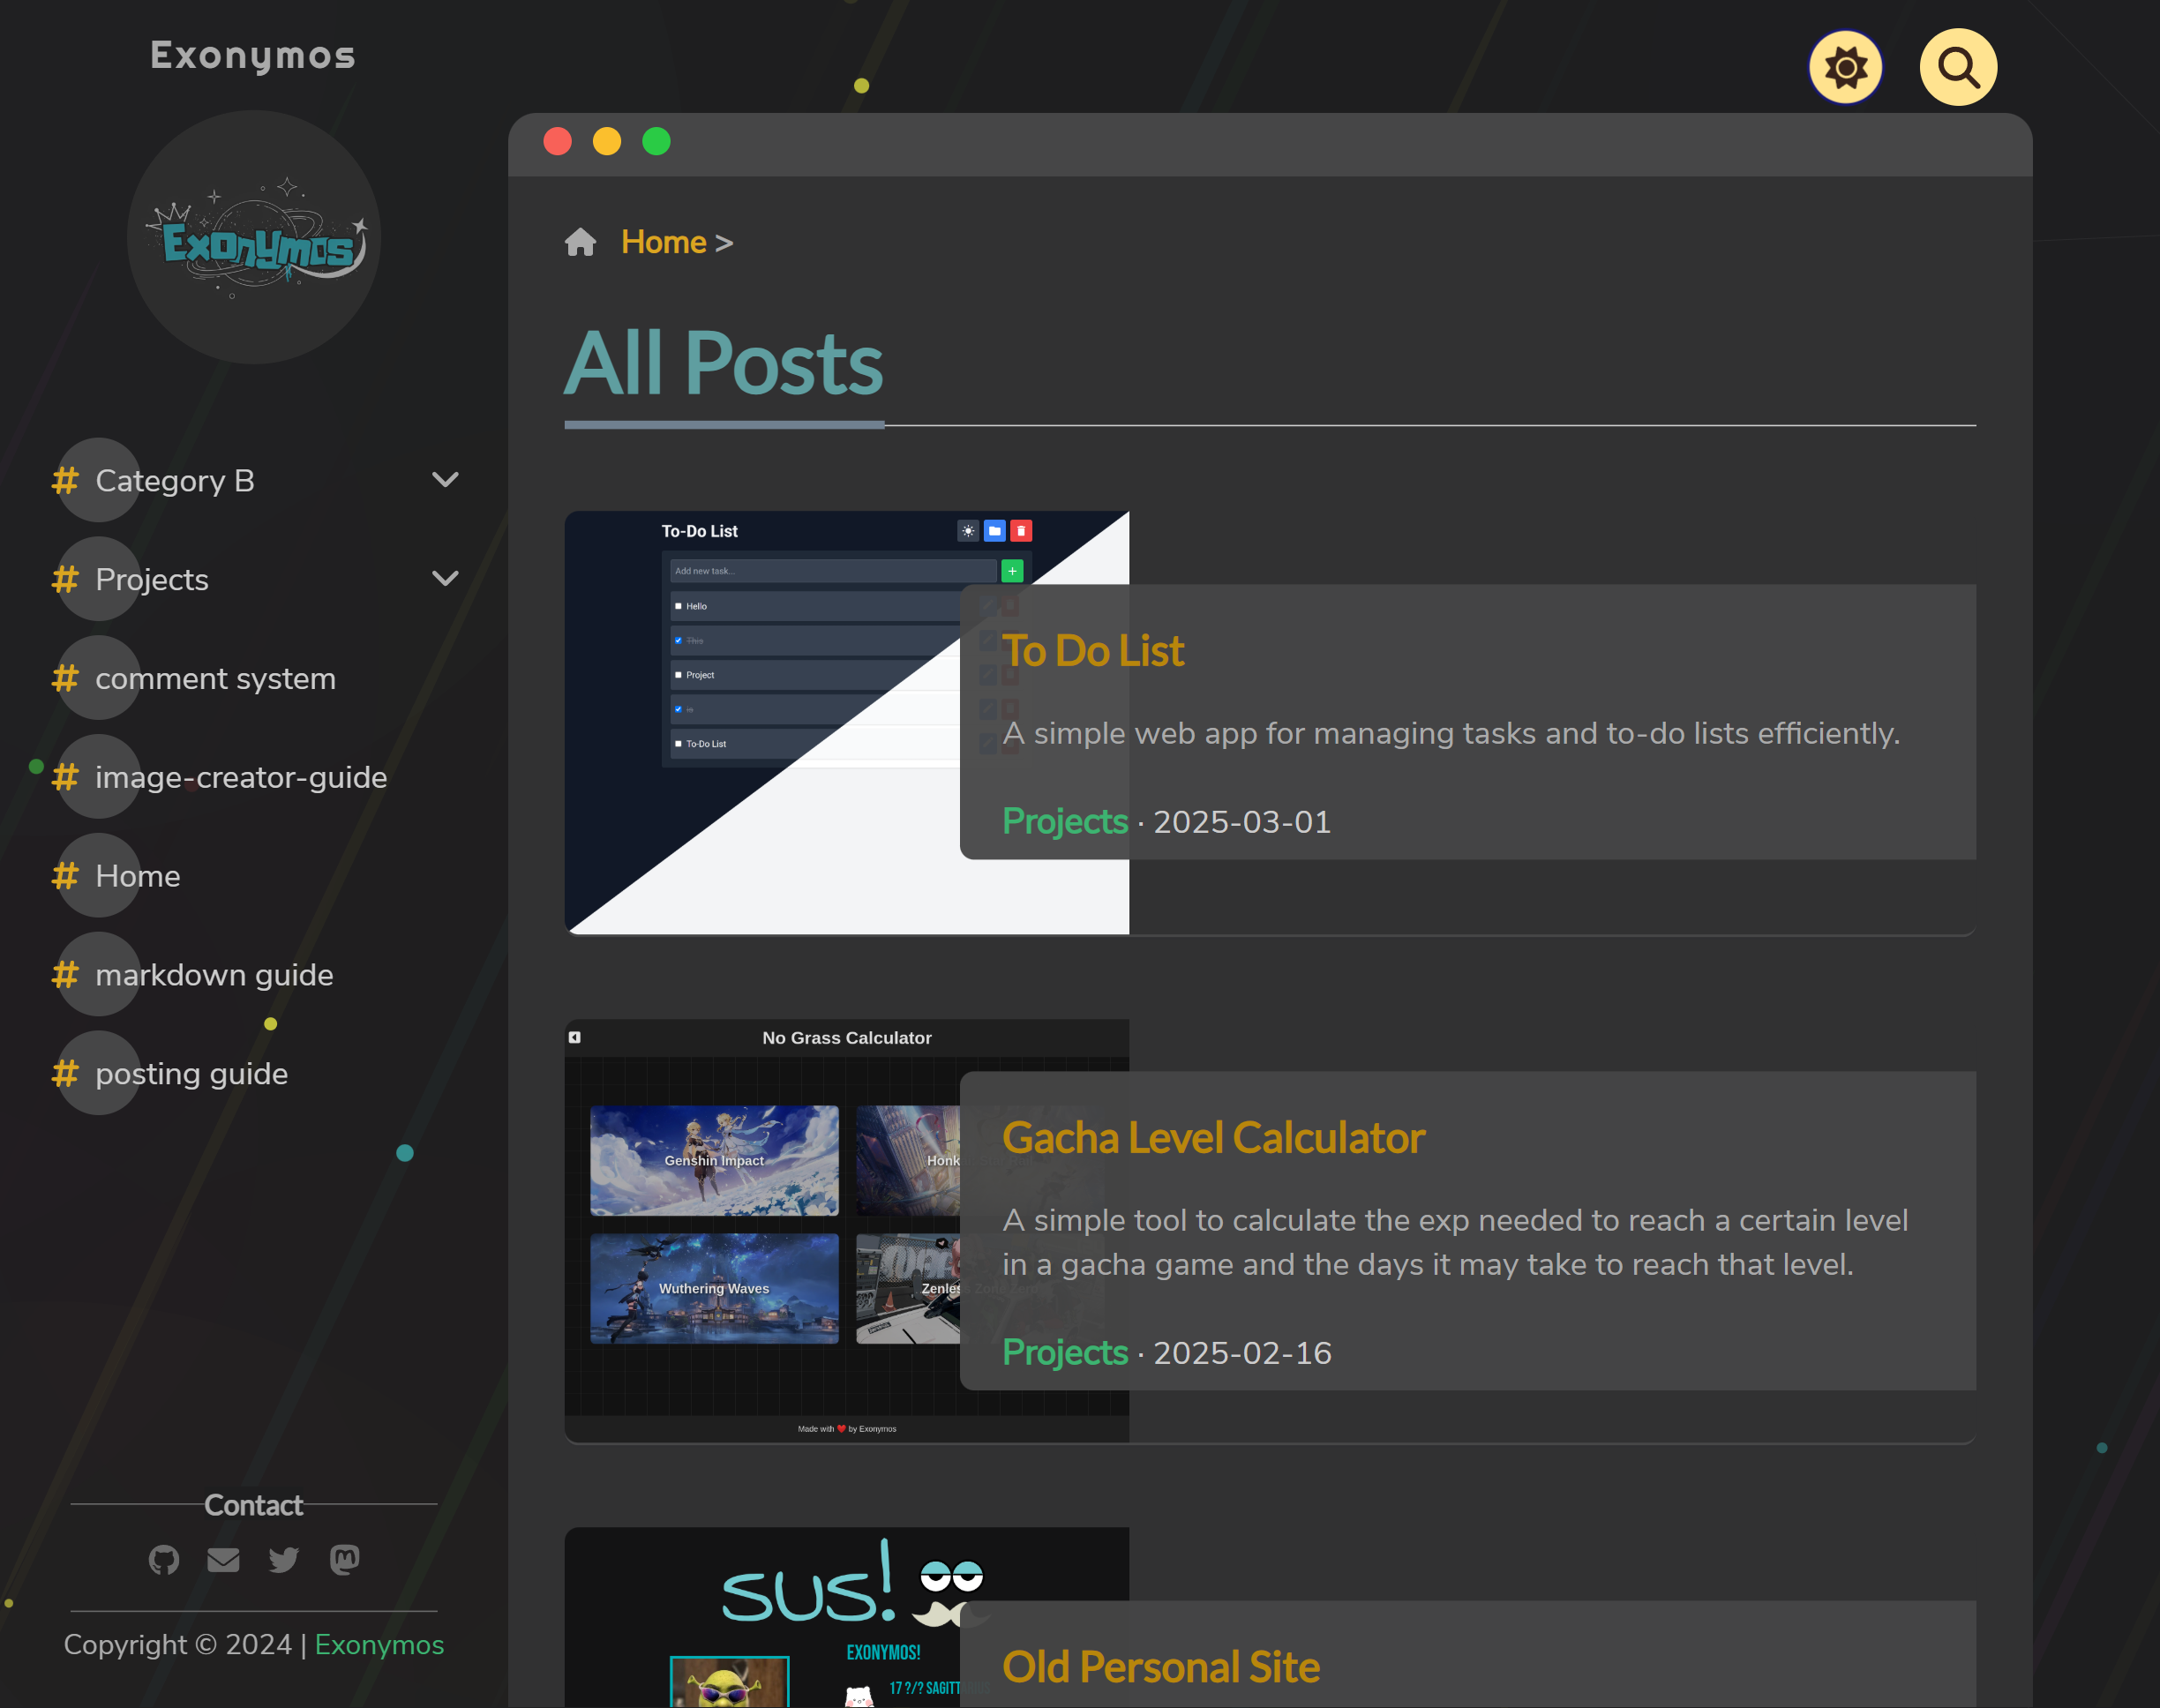 Exonymos
Exonymos
# Category B
# Projects
# comment system
# image-creator-guide
# Home
# markdown guide
# posting guide
Contact
Copyright © 2024 | Exonymos
Home >
All Posts
To-Do List
Add new task...
Hello
This
Project
in
To-Do List
To Do List
A simple web app for managing tasks and to-do lists efficiently.
Projects · 2025-03-01
No Grass Calculator
Genshin Impact
Honk
Wuthering Waves
Zenless Zone Zero
Made with ❤️ by Exonymos
Gacha Level Calculator
A simple tool to calculate the exp needed to reach a certain level
in a gacha game and the days it may take to reach that level.
Projects · 2025-02-16
sus!
EXONYMOS!
17 ?/? SAGITT
Old Personal Site